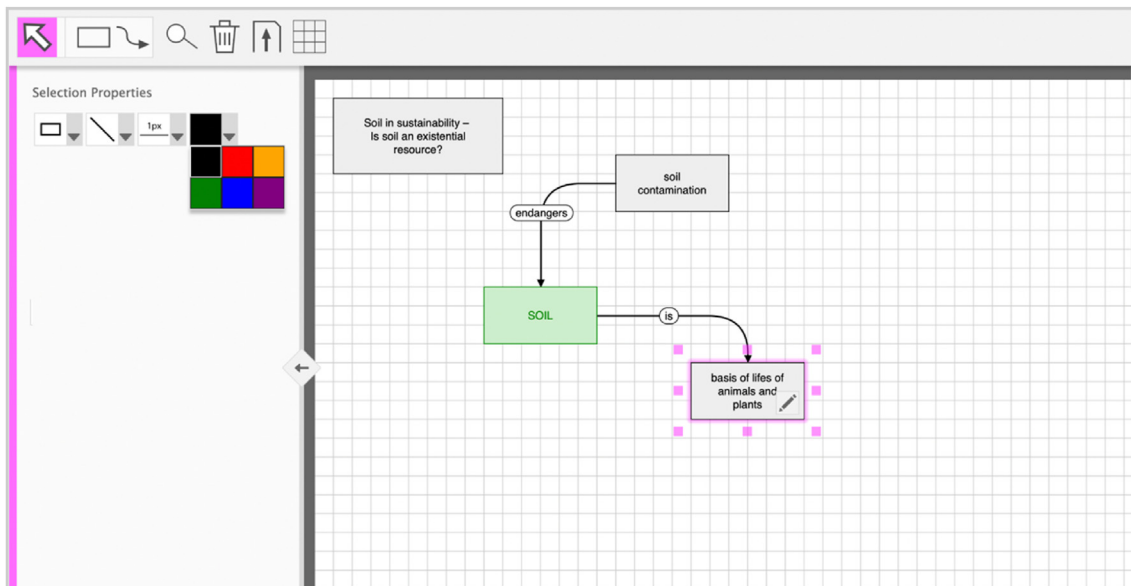 Selection Properties
1px
Soil in sustainability –
Is soil an existential
resource?
soil
contamination
endangers
SOIL
is
basis of lifes of
animals and
plants